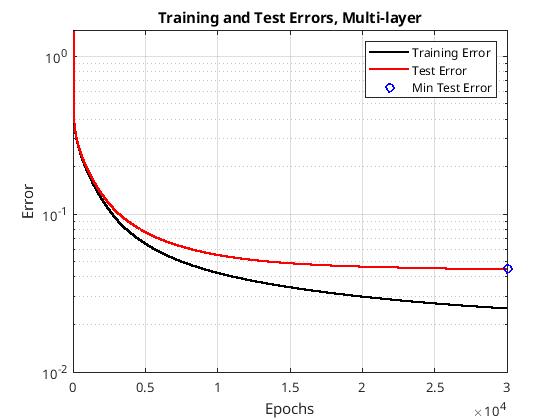 Training and Test Errors, Multi-layer
Training Error
Test Error
Min Test Error
10^0
10^-1
10^-2
Error
0 0.5 1 1.5 2 2.5 3
Epochs
×10^4